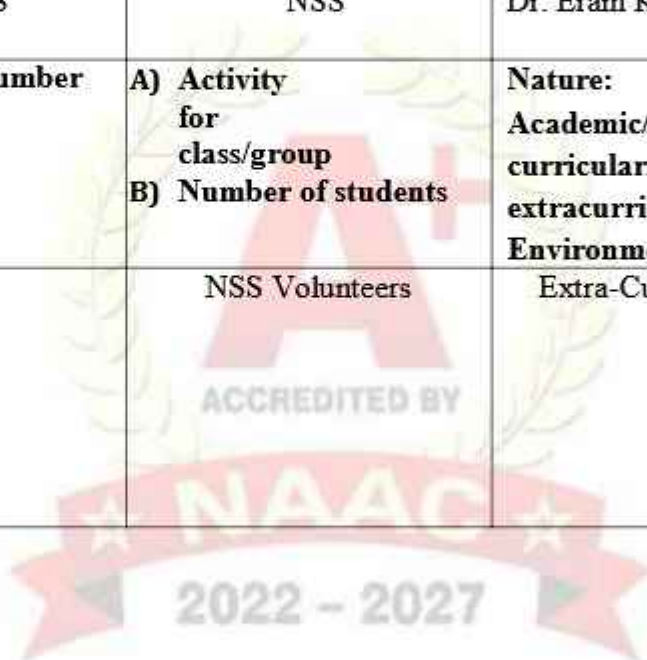 NSS
Dr. Eram
umber
A) Activity
for
class/group
B) Number of students
Nature:
Academic/
curricular
extracurri
Environm
NSS Volunteers
Extra-Cu
A+
ACCREDITED BY
NAAC
2022 – 2027